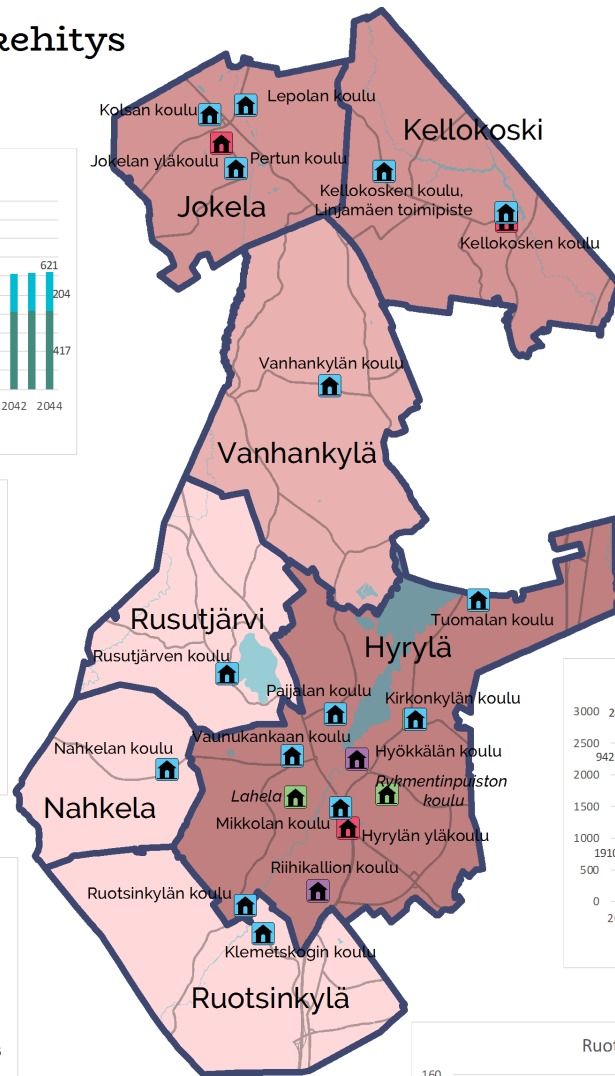 kehitys
Kolsan koulu
Lepolan koulu
Jokelan yläkoulu
Pertun koulu
Jokela
Kellokoski
Kellokosken koulu,
Linjamäen toimipiste
Kellokosken koulu
621
204
417
2042 2044
Vanhankylän koulu
Vanhankylä
Rusutjärvi
Rusutjärven koulu
Tuomalan koulu
Hyrylä
Paijalan koulu
Kirkonkylän koulu
Nahkelan koulu
Nahkela
Vaunukankaan koulu
Hyökkälän koulu
Lahela
Rykmentinpuiston
koulu
Mikkolan koulu
Hyrylän yläkoulu
Riihikallion koulu
Ruotsinkylän koulu
Klemetskogin koulu
Ruotsinkylä
3000
2500
942
2000
1500
1000
1910
500
0
Ruot
160